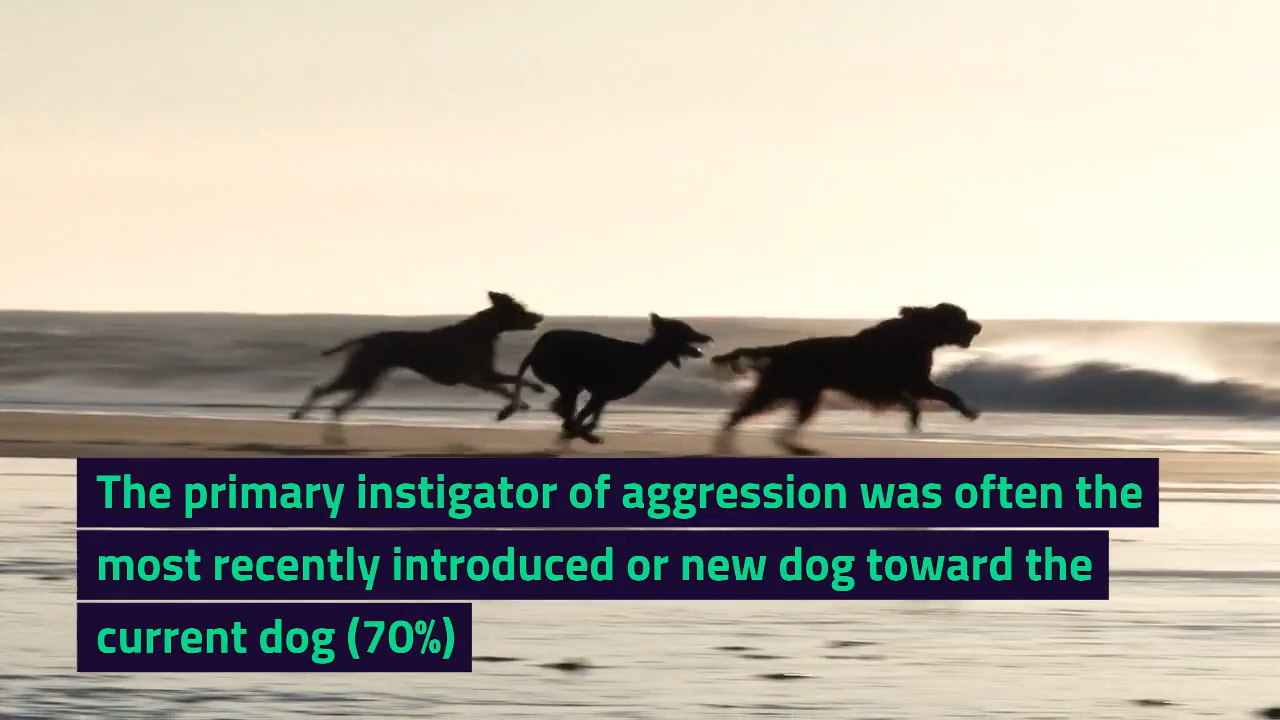 The primary instigator of aggression was often the
most recently introduced or new dog toward the
current dog (70%)